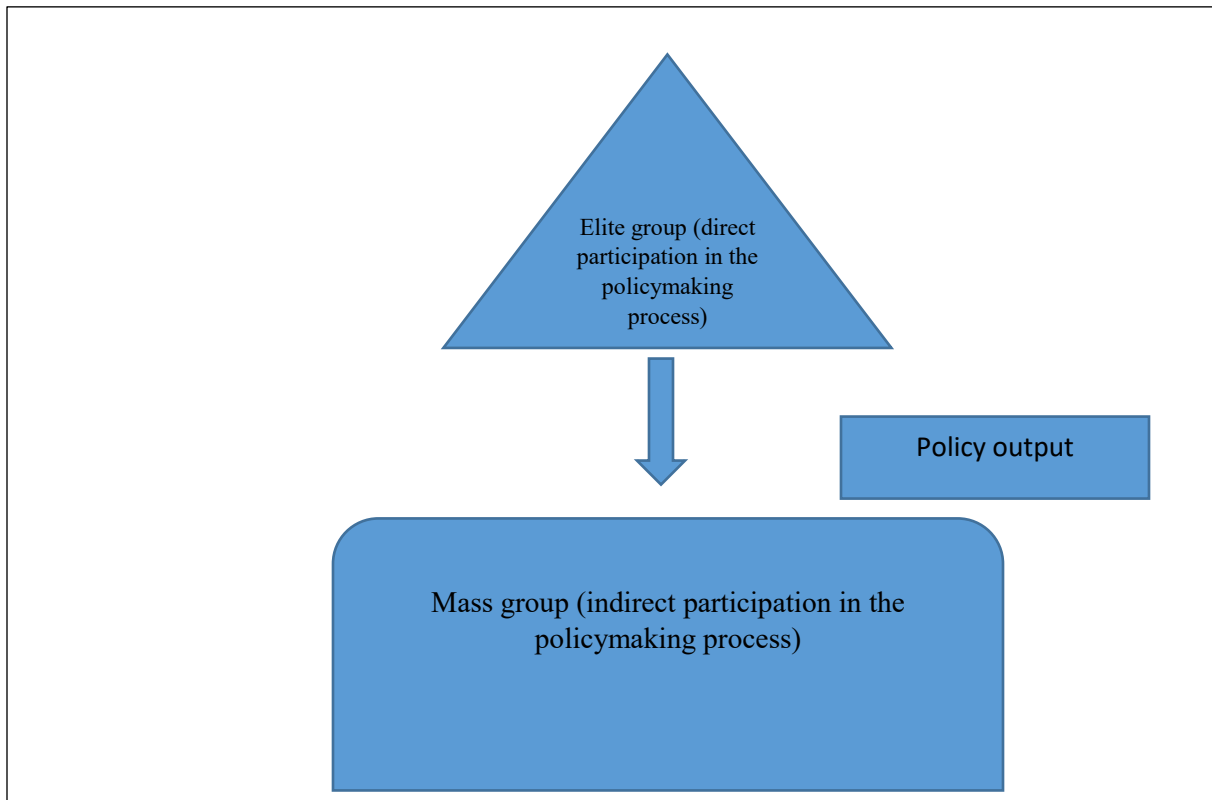 Elite group (direct
participation in the
policymaking
process)
Policy output
Mass group (indirect participation in the
policymaking process)